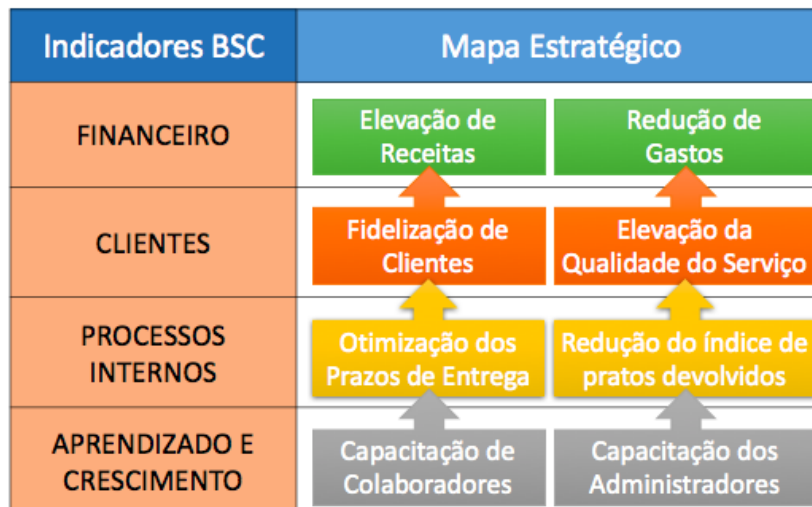 Indicadores BSC
Mapa Estratégico
FINANCEIRO
Elevação de
Receitas
Redução de
Gastos
CLIENTES
Fidelização de
Clientes
Elevação da
Qualidade do Serviço
PROCESSOS
INTERNOS
Otimização dos
Prazos de Entrega
Redução do índice de
pratos devolvidos
APRENDIZADO E
CRESCIMENTO
Capacitação de
Colaboradores
Capacitação dos
Administradores